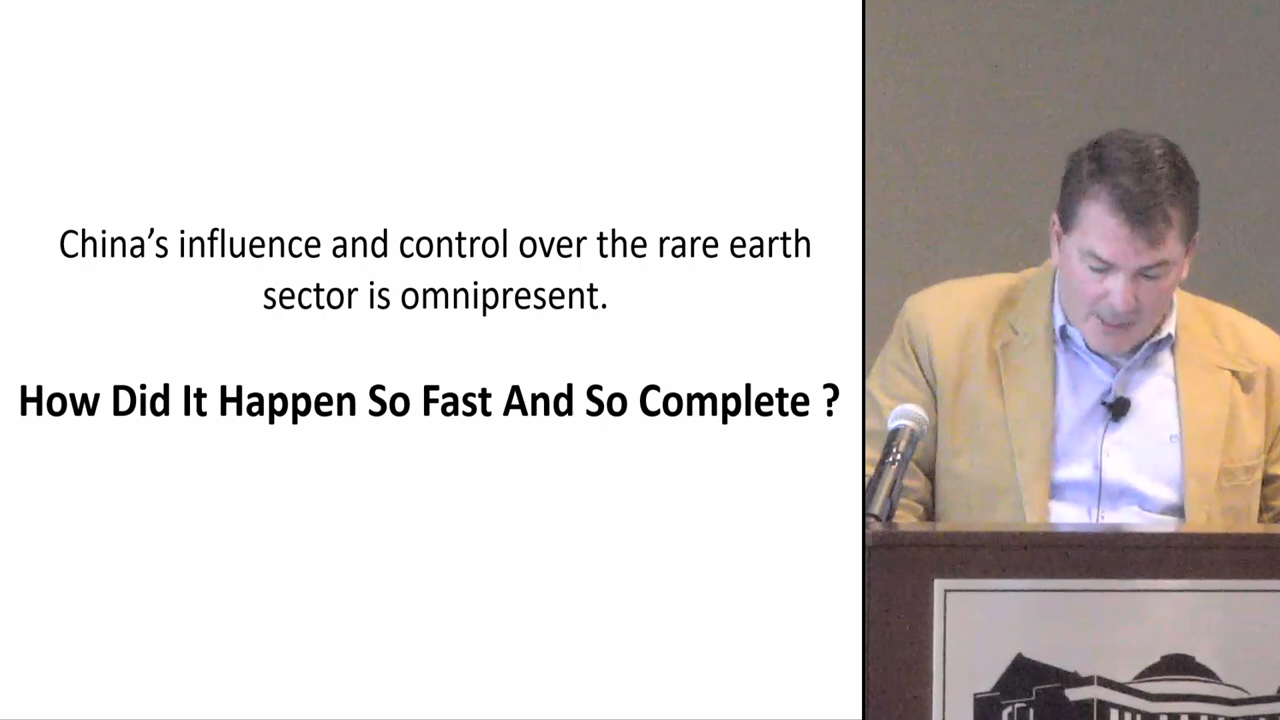 China’s influence and control over the rare earth
sector is omnipresent.
How Did It Happen So Fast And So Complete ?